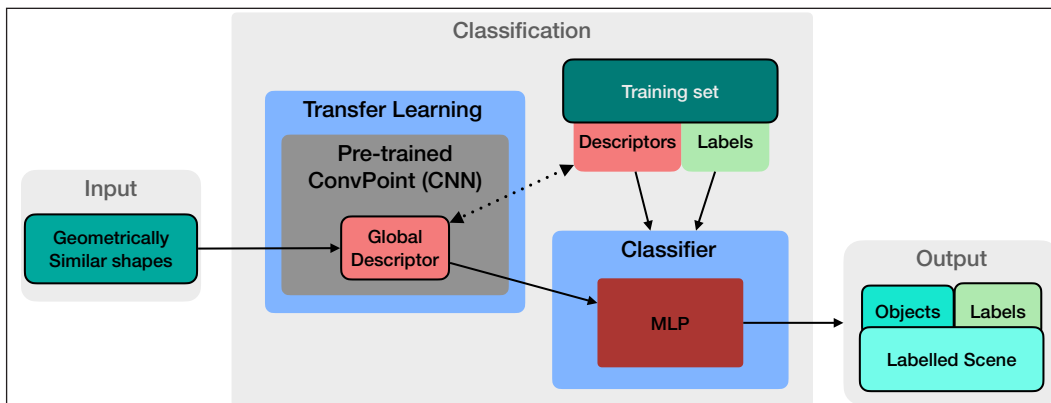 Classification
Training set
Transfer Learning
Descriptors
Labels
Pre-trained
ConvPoint (CNN)
Input
Geometrically
Similar shapes
Global
Descriptor
Classifier
MLP
Output
Objects
Labels
Labelled Scene